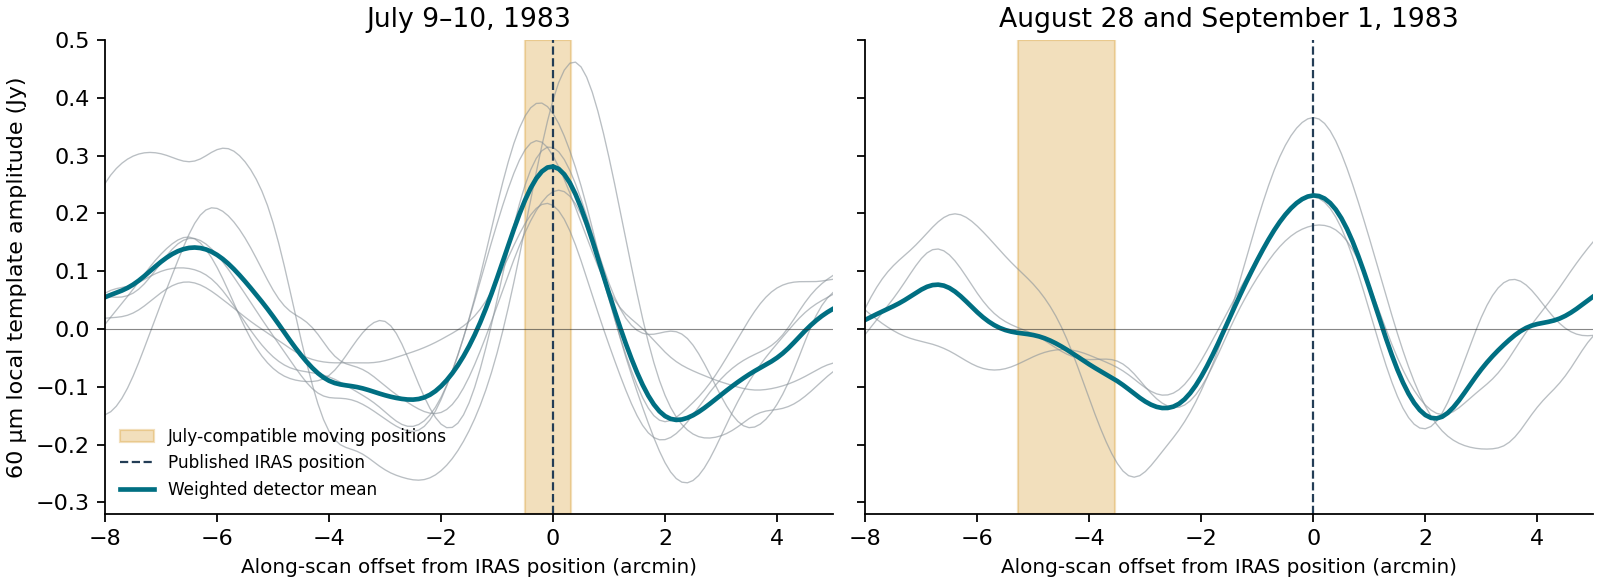 July 9–10, 1983
August 28 and September 1, 1983
60 μm local template amplitude (Jy)
0.5
0.4
0.3
0.2
0.1
0.0
−0.1
−0.2
−0.3
July-compatible moving positions
Published IRAS position
Weighted detector mean
−8 −6 −4 −2 0 2 4
−8 −6 −4 −2 0 2 4
Along-scan offset from IRAS position (arcmin)
Along-scan offset from IRAS position (arcmin)